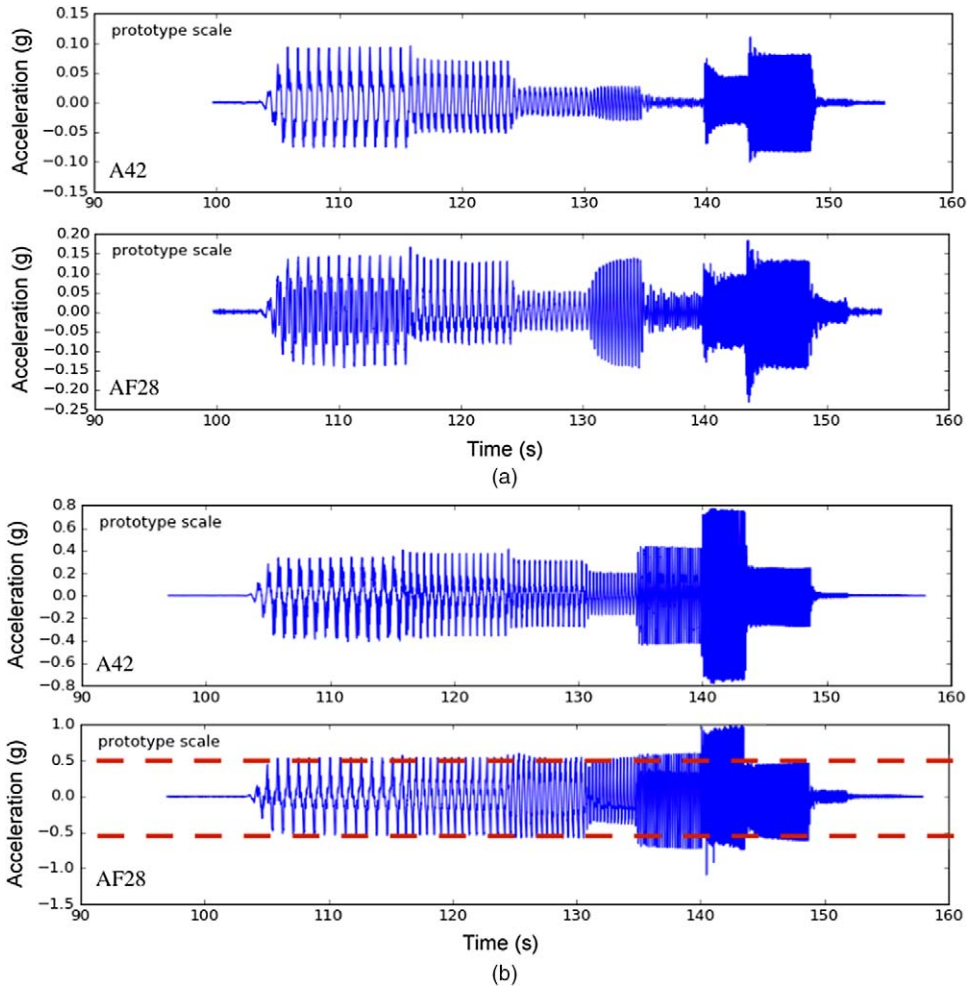 0.15
0.10
0.05
0.00
−0.05
−0.10
−0.15
Acceleration (g)
prototype scale
A42
90 100 110 120 130 140 150 160
0.20
0.15
0.10
0.05
0.00
−0.05
−0.10
−0.15
−0.20
−0.25
Acceleration (g)
prototype scale
AF28
90 100 110 120 130 140 150 160
Time (s)
(a)
0.8
0.6
0.4
0.2
0.0
−0.2
−0.4
−0.6
−0.8
Acceleration (g)
prototype scale
A42
90 100 110 120 130 140 150 160
1.0
0.5
0.0
−0.5
−1.0
−1.5
Acceleration (g)
prototype scale
AF28
90 100 110 120 130 140 150 160
Time (s)
(b)